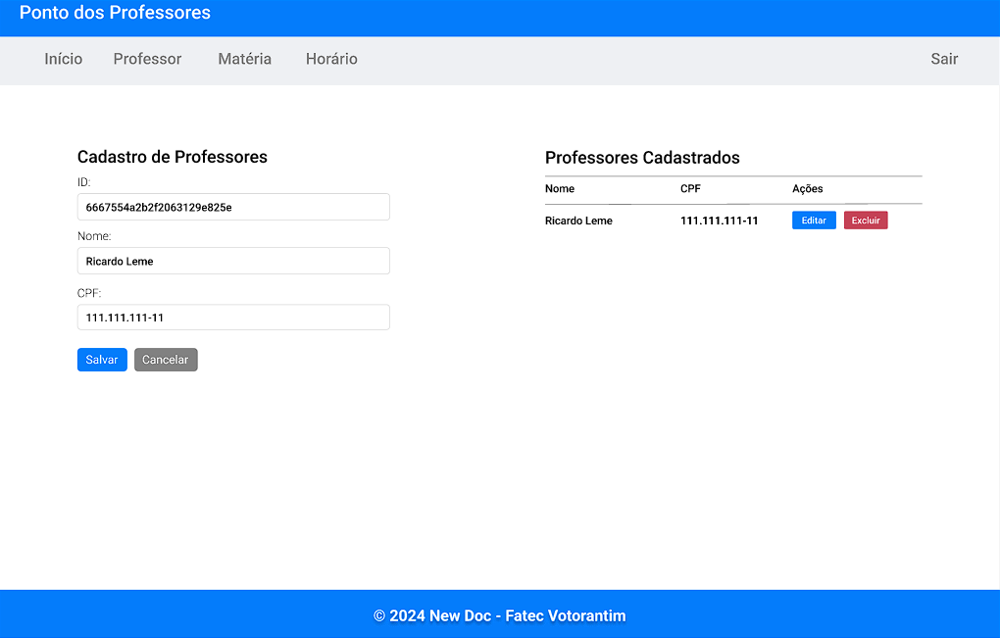 Ponto dos Professores
Início Professor Matéria Horário Sair
Cadastro de Professores
ID:
6667554a2b2f2063129e825e
Nome:
Ricardo Leme
CPF:
111.111.111-11
Salvar Cancelar
Professores Cadastrados
Nome CPF Ações
Ricardo Leme 111.111.111-11 Editar Excluir
© 2024 New Doc - Fatec Votorantim